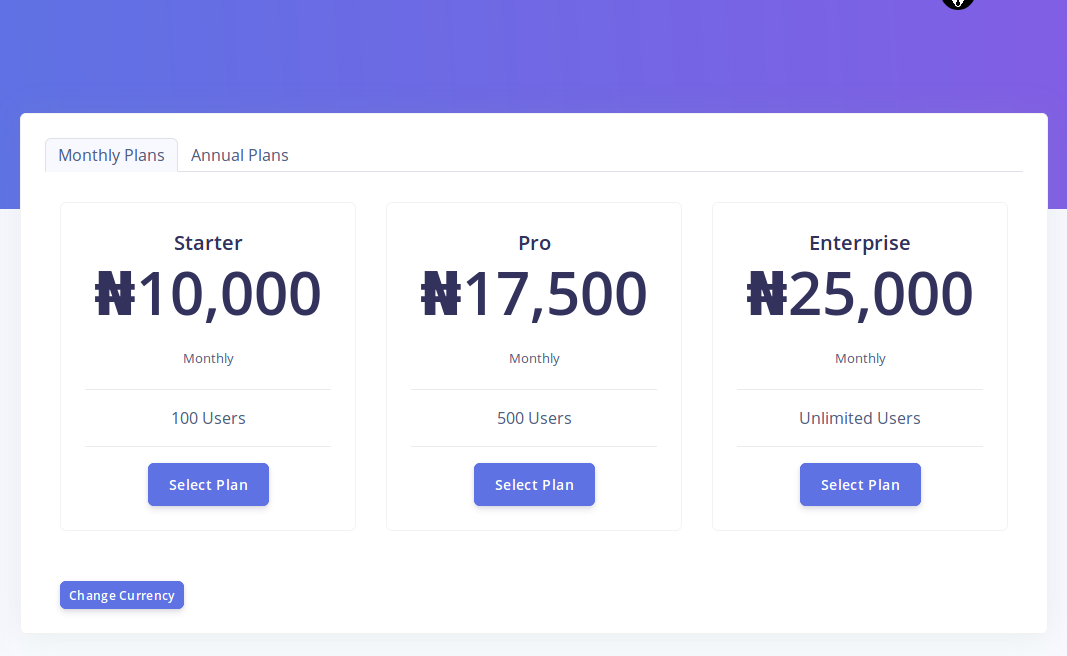 Monthly Plans
Annual Plans
Starter
₦10,000
Monthly
100 Users
Select Plan
Pro
₦17,500
Monthly
500 Users
Select Plan
Enterprise
₦25,000
Monthly
Unlimited Users
Select Plan
Change Currency